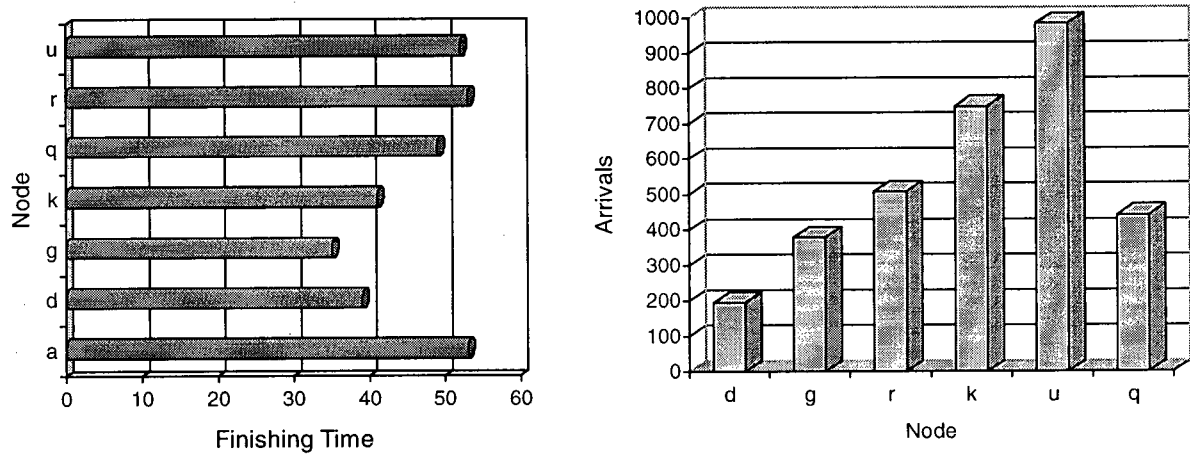 u
r
q
k
g
d
a
Node
0 10 20 30 40 50 60
Finishing Time
1000
900
800
700
600
500
400
300
200
100
0
Arrivals
d g r k u q
Node